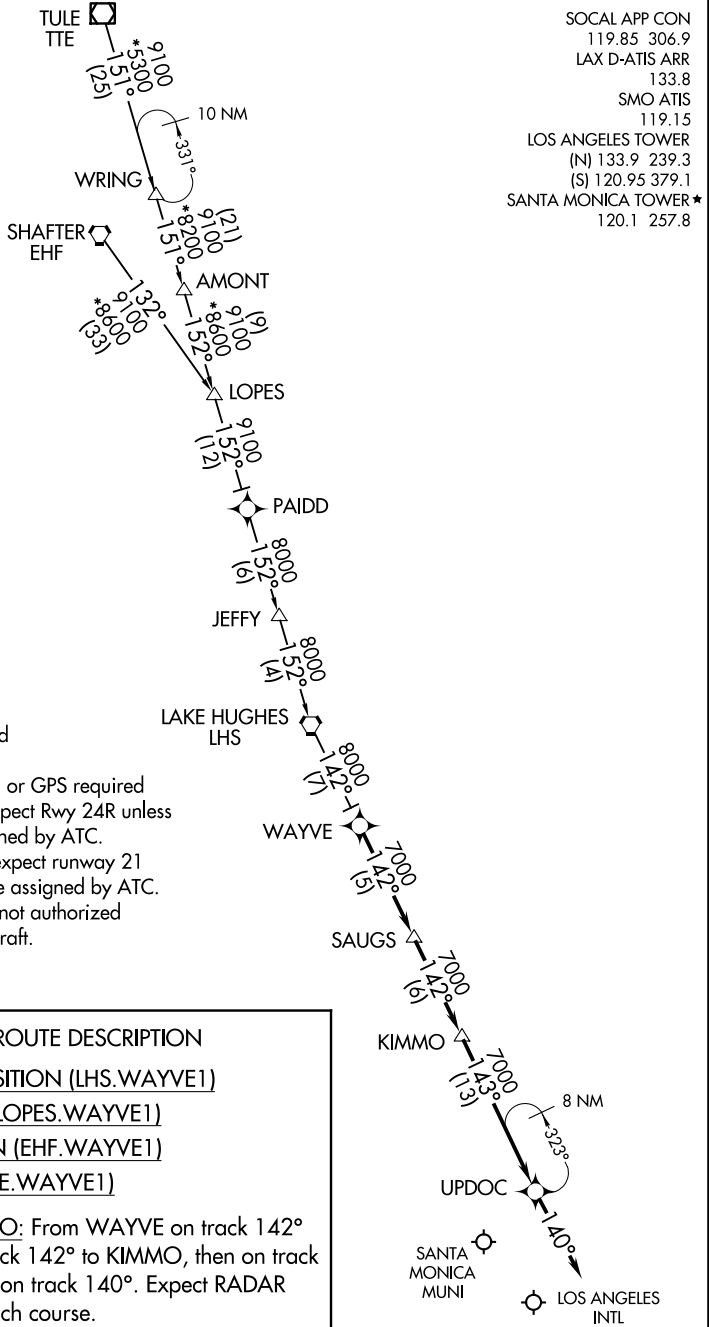 SOCAL APP CON
119.85 306.9
LAX D-ATIS ARR
133.8
SMO ATIS
119.15
LOS ANGELES TOWER
(N) 133.9 239.3
(S) 120.95 379.1
SANTA MONICA TOWER★
120.1 257.8
TULE
TTE
9100
*5300
151°
(25)
10 NM
331°
WRING
(21)
9100
*8200
151°
SHAFTER
EHF
132°
9100
*8600
(33)
AMONT
(9)
9100
*8600
152°
LOPES
9100
152°
(12)
PAIDD
8000
152°
(6)
JEFFY
8000
152°
(4)
LAKE HUGHES
LHS
8000
142°
(7)
WAYVE
7000
142°
(5)
SAUGS
7000
142°
(6)
KIMMO
7000
143°
(13)
8 NM
323°
UPDOC
140°
SANTA
MONICA
MUNI
LOS ANGELES
INTL
or GPS required
pect Rwy 24R unless
ned by ATC.
expect runway 21
e assigned by ATC.
not authorized
raft.
ROUTE DESCRIPTION
SITION (LHS.WAYVE1)
LOPES.WAYVE1)
N (EHF.WAYVE1)
E.WAYVE1)
O: From WAYVE on track 142°
ck 142° to KIMMO, then on track
on track 140°. Expect RADAR
ch course.